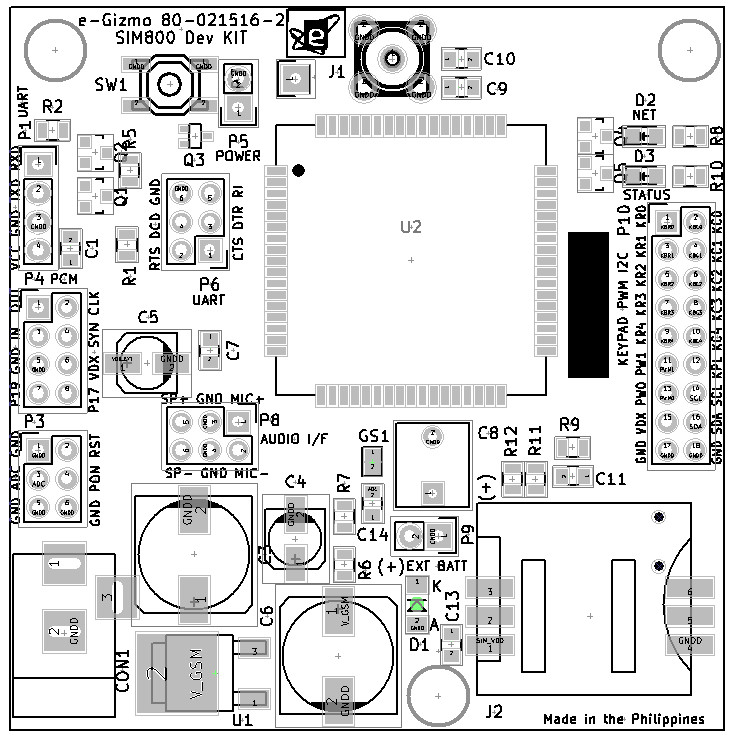 e-Gizmo 80-021516-2
SIM800 Dev KIT
J1
C10
C9
SW1
UART
P1
R2
P5
POWER
D2
NET
R8
Q3
Q2
R5
D3
R10
STATUS
Q1
RXD
TXD
GND
VCC
C1
R1
GND RI
DCD DTR
RTS CTS
P6
UART
U2
P10
KEYPAD PWM I2C
KR0 KC0
KR1 KC1
KR2 KC2
KR3 KC3
KR4 KC4
PW1 KPL
PW0 SCL
VDX SDA
GND GND
P4 PCM
CLK
IN SYN
GND VDX
P19 P17
C5
C7
P3
GND RST
ADC PON
GND GND
SP+ GND MIC+
P8
AUDIO I/F
SP- GND MIC-
GS1
C8
R12
R11
R9
C11
(+)
C4
R7
C14
P9
R6
(+)EXT BATT
K
A
D1
C13
C6
CON1
V_GSM
U1
J2
SIM_VDD
GNDD
Made in the Philippines